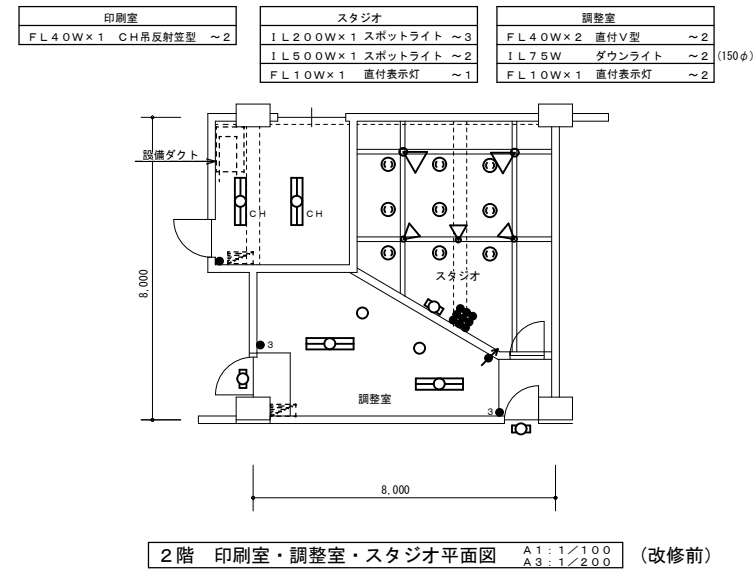 印刷室
FL40W×1 CH吊反射笠型 ～2
スタジオ
IL200W×1 スポットライト ～3
IL500W×1 スポットライト ～2
FL10W×1 直付表示灯 ～1
調整室
FL40W×2 直付V型 ～2
IL75W ダウンライト ～2 (150φ)
FL10W×1 直付表示灯 ～2
設備ダクト
CH
CH
スタジオ
8,000
3
調整室
3
8,000
2階 印刷室・調整室・スタジオ平面図 A1:1/100 (改修前)
A3:1/200